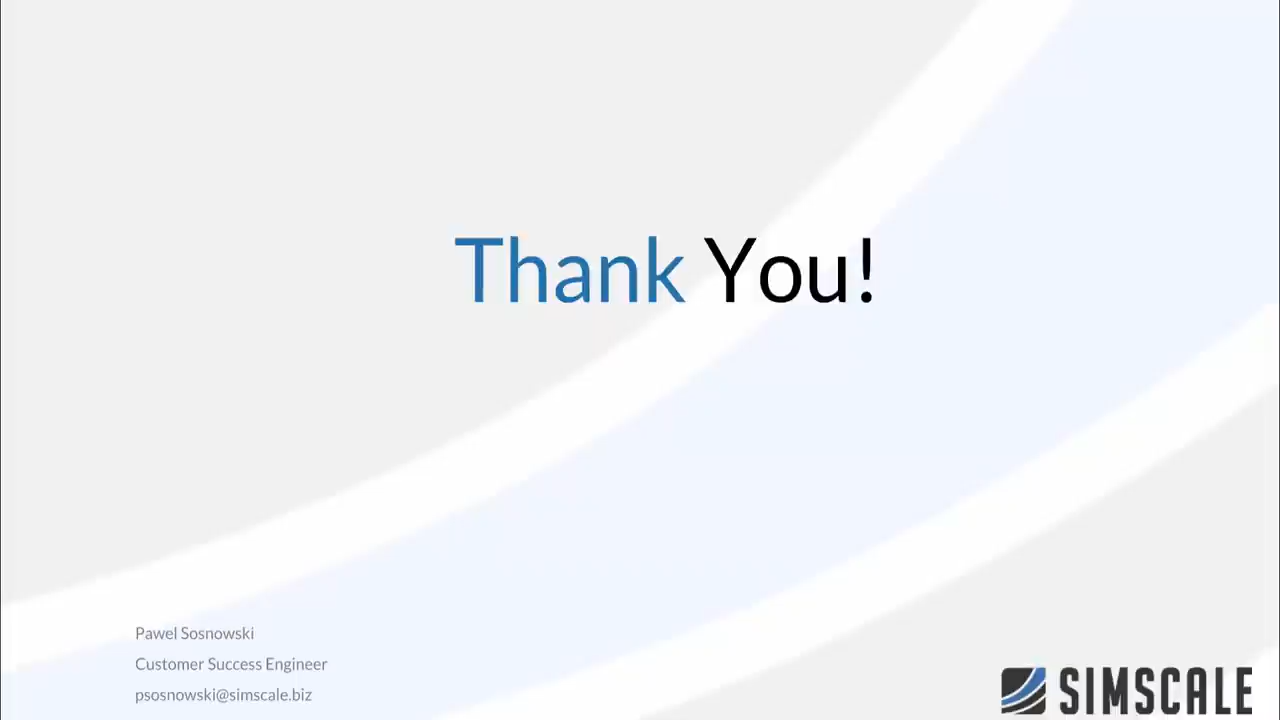 Thank You!
Pawel Sosnowski
Customer Success Engineer
psosnowski@simscale.biz
SIMSCALE